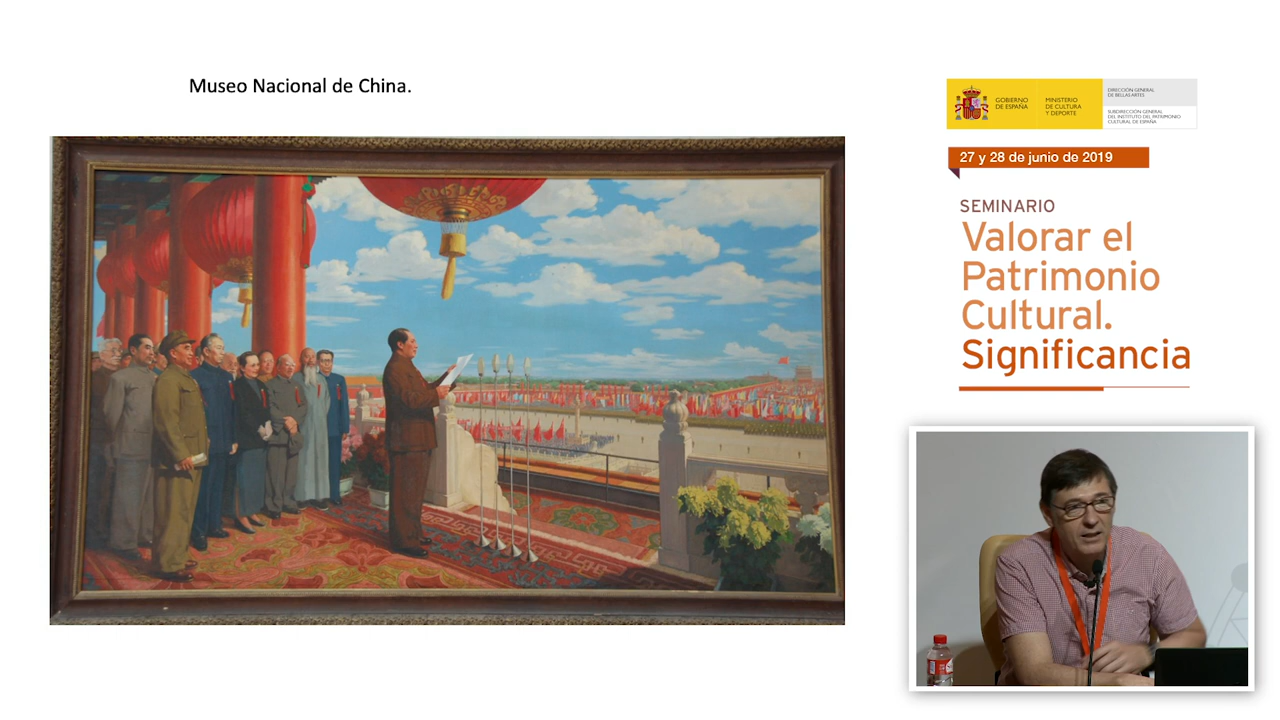 Museo Nacional de China.
GOBIERNO
DE ESPAÑA
MINISTERIO
DE CULTURA
Y DEPORTE
DIRECCIÓN GENERAL
DE BELLAS ARTES
SUBDIRECCIÓN GENERAL
DEL INSTITUTO DEL PATRIMONIO
CULTURAL DE ESPAÑA
27 y 28 de junio de 2019
SEMINARIO
Valorar el
Patrimonio
Cultural.
Significancia